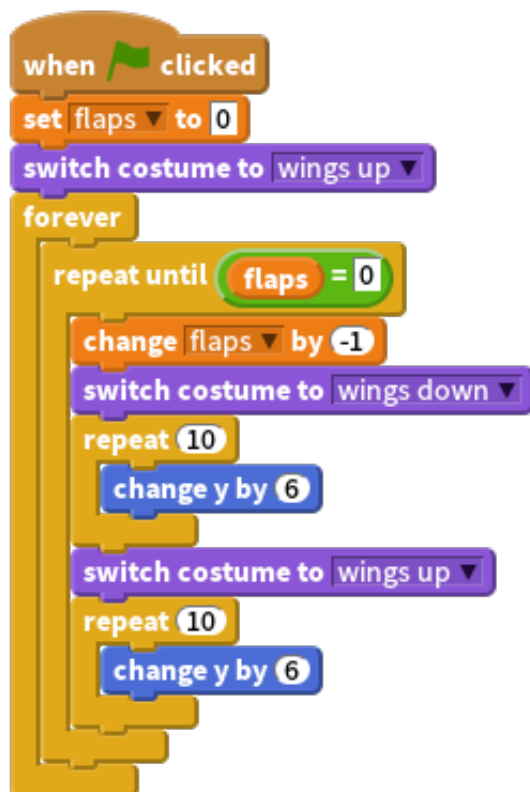 when clicked
set flaps to 0
switch costume to wings up
forever
repeat until flaps = 0
change flaps by -1
switch costume to wings down
repeat 10
change y by 6
switch costume to wings up
repeat 10
change y by 6